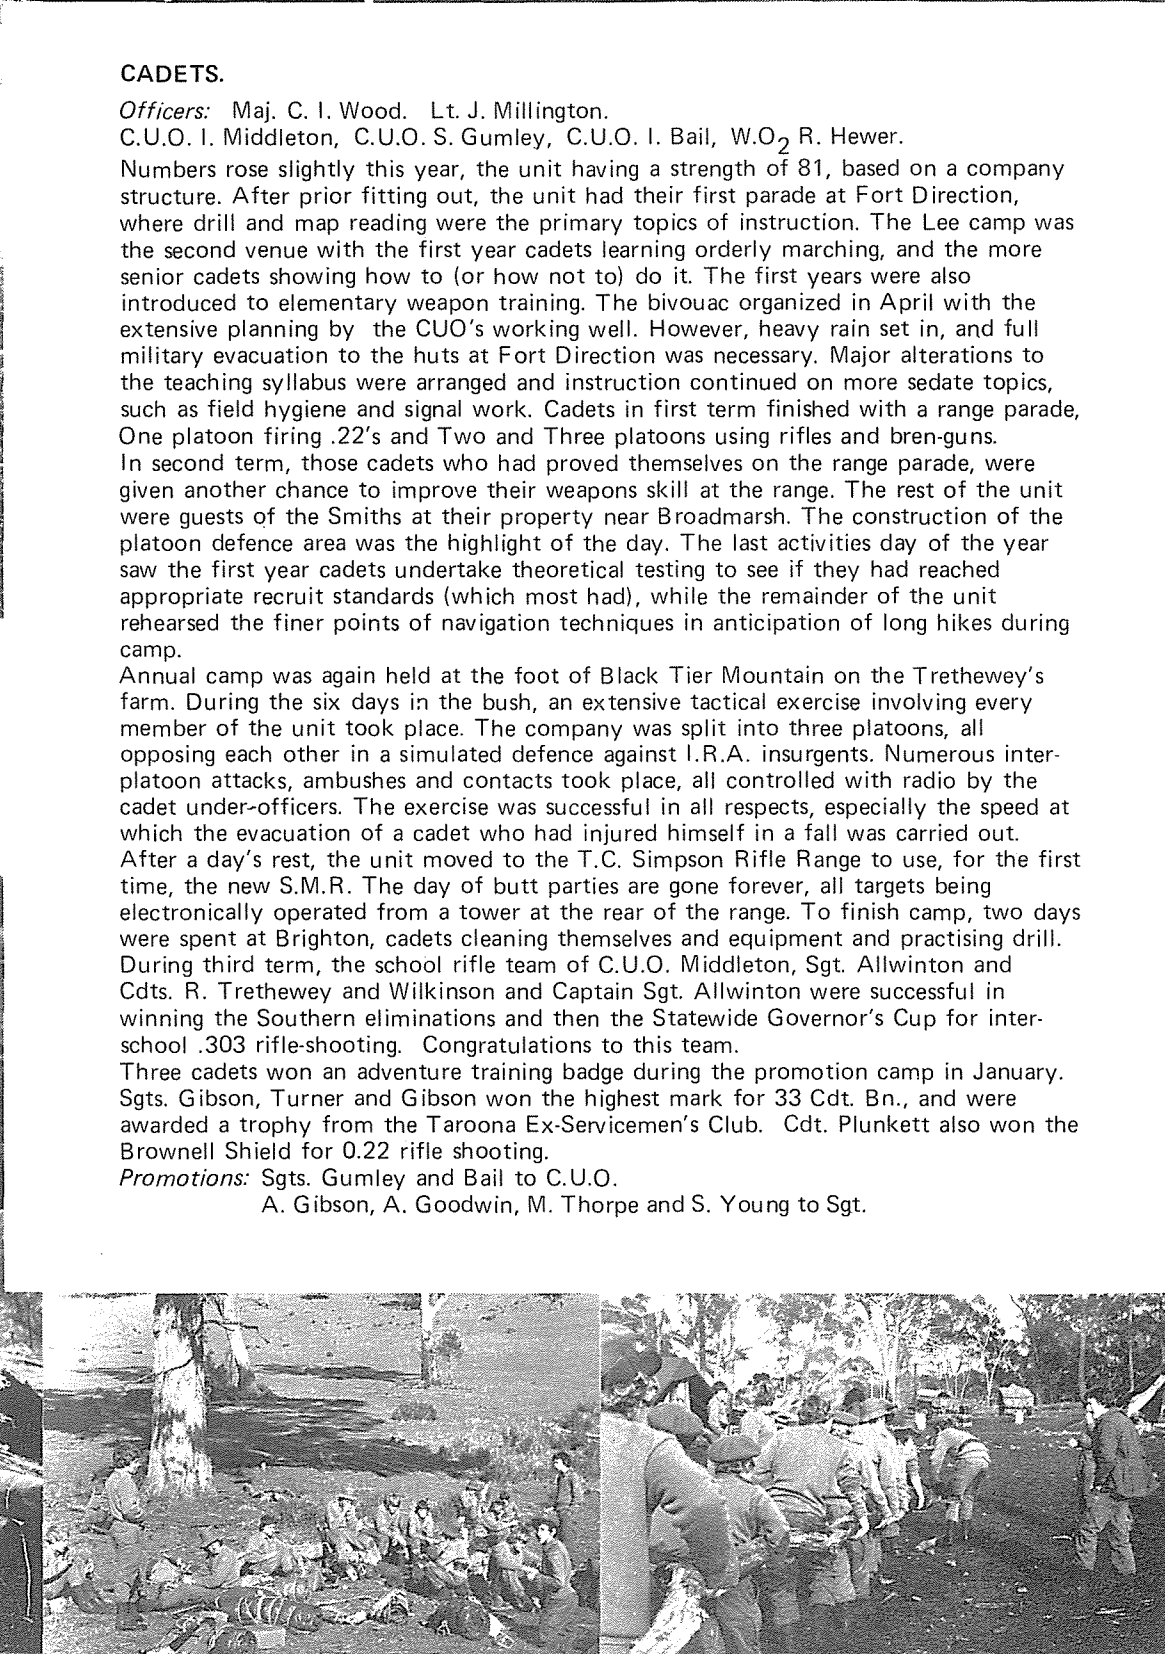 CADETS.
Officers: Maj. C. I. Wood. Lt. J. Millington.
C.U.O. I. Middleton, C.U.O. S. Gumley, C.U.O. I. Bail, W.O2 R. Hewer.
Numbers rose slightly this year, the unit having a strength of 81, based on a company
structure. After prior fitting out, the unit had their first parade at Fort Direction,
where drill and map reading were the primary topics of instruction. The Lee camp was
the second venue with the first year cadets learning orderly marching, and the more
senior cadets showing how to (or how not to) do it. The first years were also
introduced to elementary weapon training. The bivouac organized in April with the
extensive planning by the CUO's working well. However, heavy rain set in, and full
military evacuation to the huts at Fort Direction was necessary. Major alterations to
the teaching syllabus were arranged and instruction continued on more sedate topics,
such as field hygiene and signal work. Cadets in first term finished with a range parade,
One platoon firing .22's and Two and Three platoons using rifles and bren-guns.
In second term, those cadets who had proved themselves on the range parade, were
given another chance to improve their weapons skill at the range. The rest of the unit
were guests of the Smiths at their property near Broadmarsh. The construction of the
platoon defence area was the highlight of the day. The last activities day of the year
saw the first year cadets undertake theoretical testing to see if they had reached
appropriate recruit standards (which most had), while the remainder of the unit
rehearsed the finer points of navigation techniques in anticipation of long hikes during
camp.
Annual camp was again held at the foot of Black Tier Mountain on the Trethewey's
farm. During the six days in the bush, an extensive tactical exercise involving every
member of the unit took place. The company was split into three platoons, all
opposing each other in a simulated defence against I.R.A. insurgents. Numerous inter-
platoon attacks, ambushes and contacts took place, all controlled with radio by the
cadet under-officers. The exercise was successful in all respects, especially the speed at
which the evacuation of a cadet who had injured himself in a fall was carried out.
After a day's rest, the unit moved to the T.C. Simpson Rifle Range to use, for the first
time, the new S.M.R. The day of butt parties are gone forever, all targets being
electronically operated from a tower at the rear of the range. To finish camp, two days
were spent at Brighton, cadets cleaning themselves and equipment and practising drill.
During third term, the school rifle team of C.U.O. Middleton, Sgt. Allwinton and
Cdts. R. Trethewey and Wilkinson and Captain Sgt. Allwinton were successful in
winning the Southern eliminations and then the Statewide Governor's Cup for inter-
school .303 rifle-shooting. Congratulations to this team.
Three cadets won an adventure training badge during the promotion camp in January.
Sgts. Gibson, Turner and Gibson won the highest mark for 33 Cdt. Bn., and were
awarded a trophy from the Taroona Ex-Servicemen's Club. Cdt. Plunkett also won the
Brownell Shield for 0.22 rifle shooting.
Promotions: Sgts. Gumley and Bail to C.U.O.
A. Gibson, A. Goodwin, M. Thorpe and S. Young to Sgt.